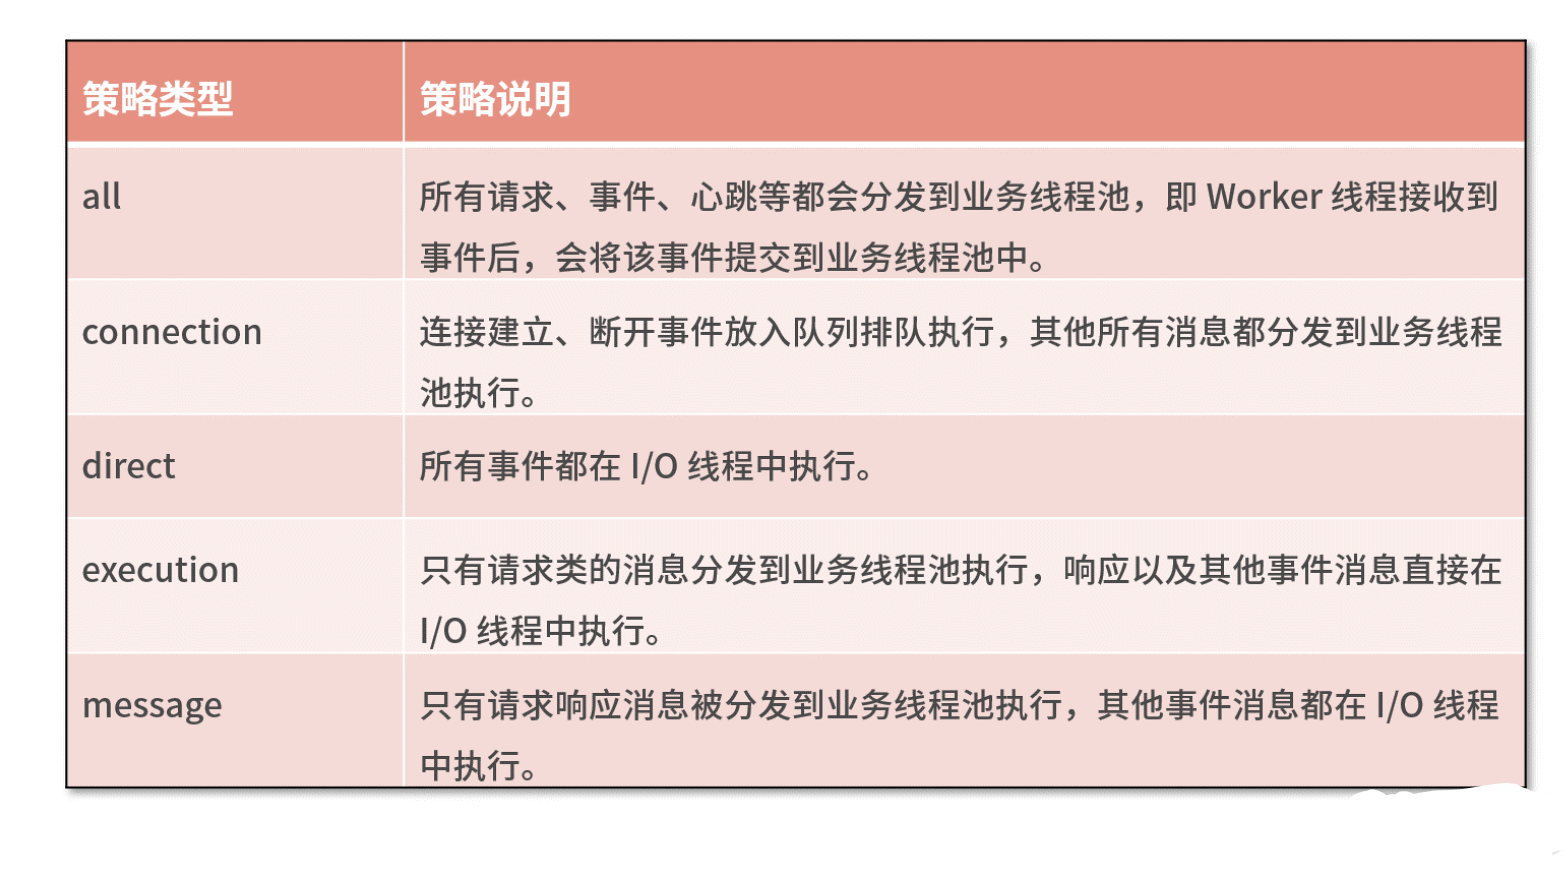 策略类型
策略说明
all
所有请求、事件、心跳等都会分发到业务线程池，即 Worker 线程接收到
事件后，会将该事件提交到业务线程池中。
connection
连接建立、断开事件放入队列排队执行，其他所有消息都分发到业务线程
池执行。
direct
所有事件都在 I/O 线程中执行。
execution
只有请求类的消息分发到业务线程池执行，响应以及其他事件消息直接在
I/O 线程中执行。
message
只有请求响应消息被分发到业务线程池执行，其他事件消息都在 I/O 线程
中执行。